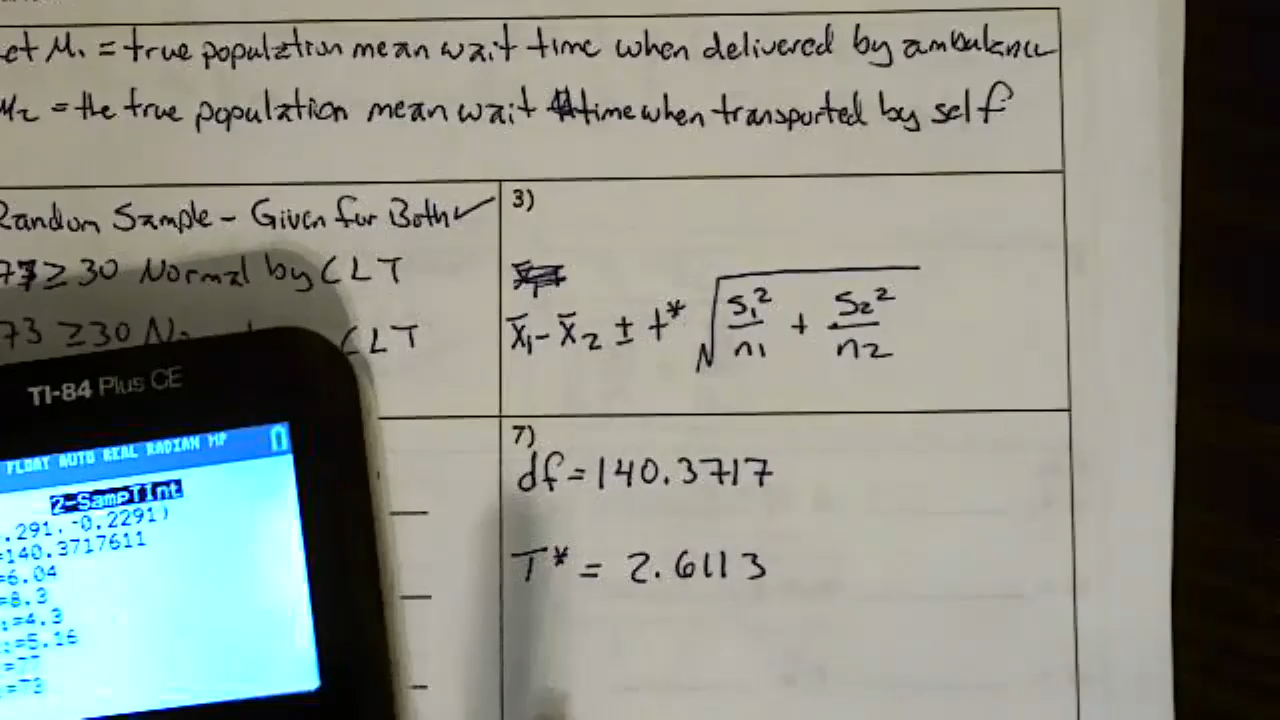 et M₁ = true population mean wait time when delivered by ambulance
M₂ = the true population mean wait time when transported by self
Random Sample - Given for Both ✓
77 ≥ 30 Normal by CLT
73 ≥ 30 CLT
3)
x̄₁ - x̄₂ ± t* √ s₁²/n₁ + s₂²/n₂
7)
df = 140.3717
T* = 2.6113
TI-84 Plus CE
FLOAT AUTO REAL RADIAN MP
2-SampTInt
.291,-0.2291)
=140.3717611
=6.04
=8.3
=4.3
=5.16
=77
=73